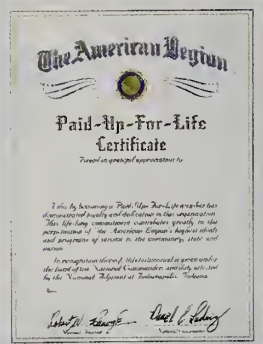 The American Legion
Paid-Up-For-Life
Certificate
Tendered in grateful appreciation to
by becoming a Paid-Up-For-Life member has
demonstrated loyalty and dedication to the organization.
This life-long commitment contributes greatly to the
perpetuation of the American Legion's highest ideals
and programs of service to the community, state and
nation.
In recognition thereof, this testimonial is given under
the hand of the National Commander, and duly attested
by the National Adjutant at Indianapolis, Indiana
National